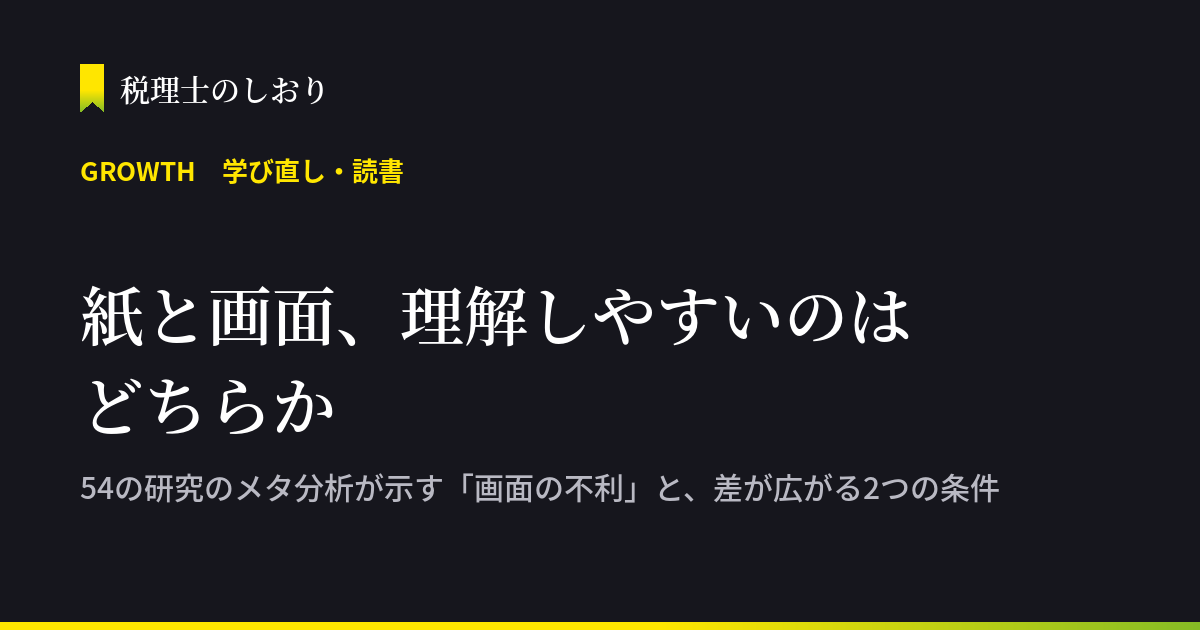 税理士のしおり
GROWTH　学び直し・読書
紙と画面、理解しやすいのは
どちらか
54の研究のメタ分析が示す「画面の不利」と、差が広がる2つの条件